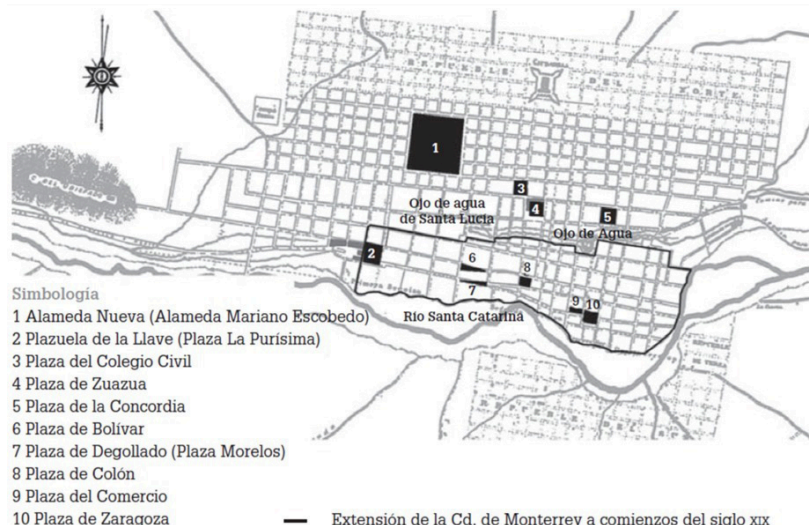 REPUEBLE DEL NORTE
1
3
4
5
Ojo de agua
de Santa Lucía
Ojo de Agua
2
6
7
8
9 10
Río Santa Catarina
Simbología
1 Alameda Nueva (Alameda Mariano Escobedo)
2 Plazuela de la Llave (Plaza La Purísima)
3 Plaza del Colegio Civil
4 Plaza de Zuazua
5 Plaza de la Concordia
6 Plaza de Bolívar
7 Plaza de Degollado (Plaza Morelos)
8 Plaza de Colón
9 Plaza del Comercio
10 Plaza de Zaragoza
Extensión de la Cd. de Monterrey a comienzos del siglo XIX